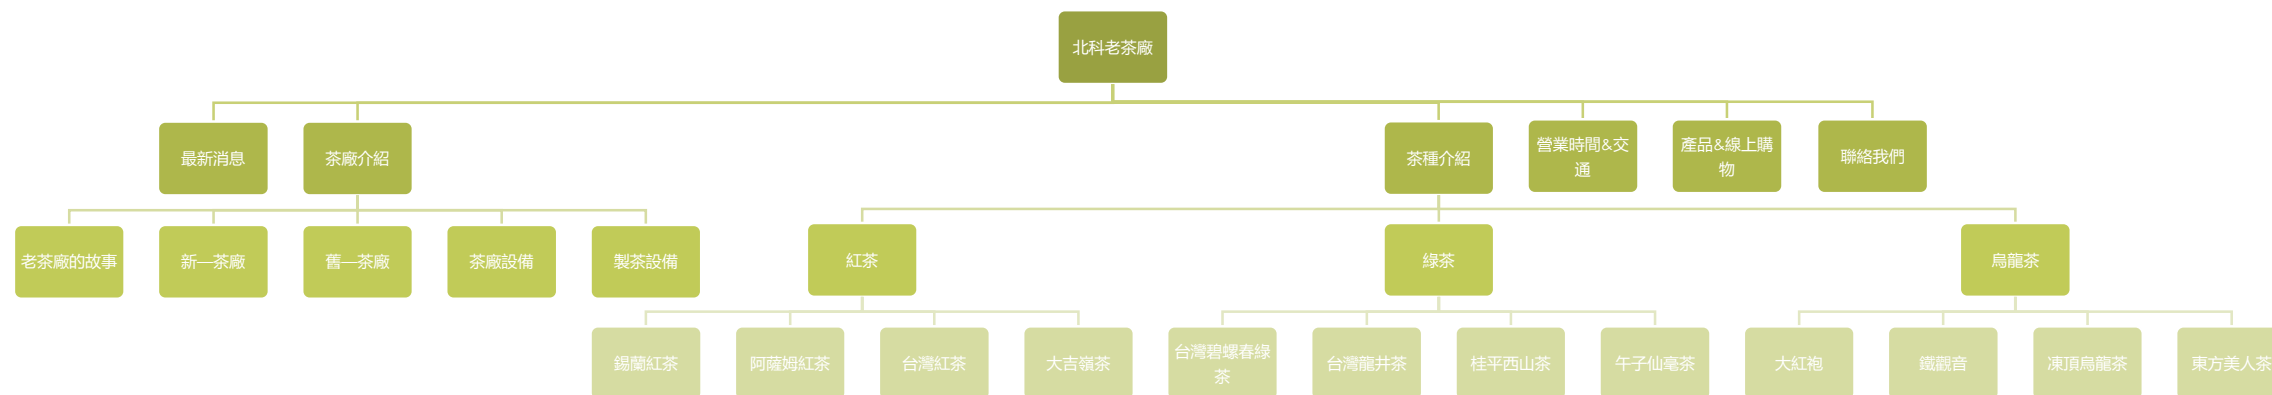 北科老茶廠
最新消息
茶廠介紹
茶種介紹
營業時間&交
通
產品&線上購
物
聯絡我們
老茶廠的故事
新—茶廠
舊—茶廠
茶廠設備
製茶設備
紅茶
綠茶
烏龍茶
錫蘭紅茶
阿薩姆紅茶
台灣紅茶
大吉嶺茶
台灣碧螺春綠
茶
台灣龍井茶
桂平西山茶
午子仙毫茶
大紅袍
鐵觀音
凍頂烏龍茶
東方美人茶